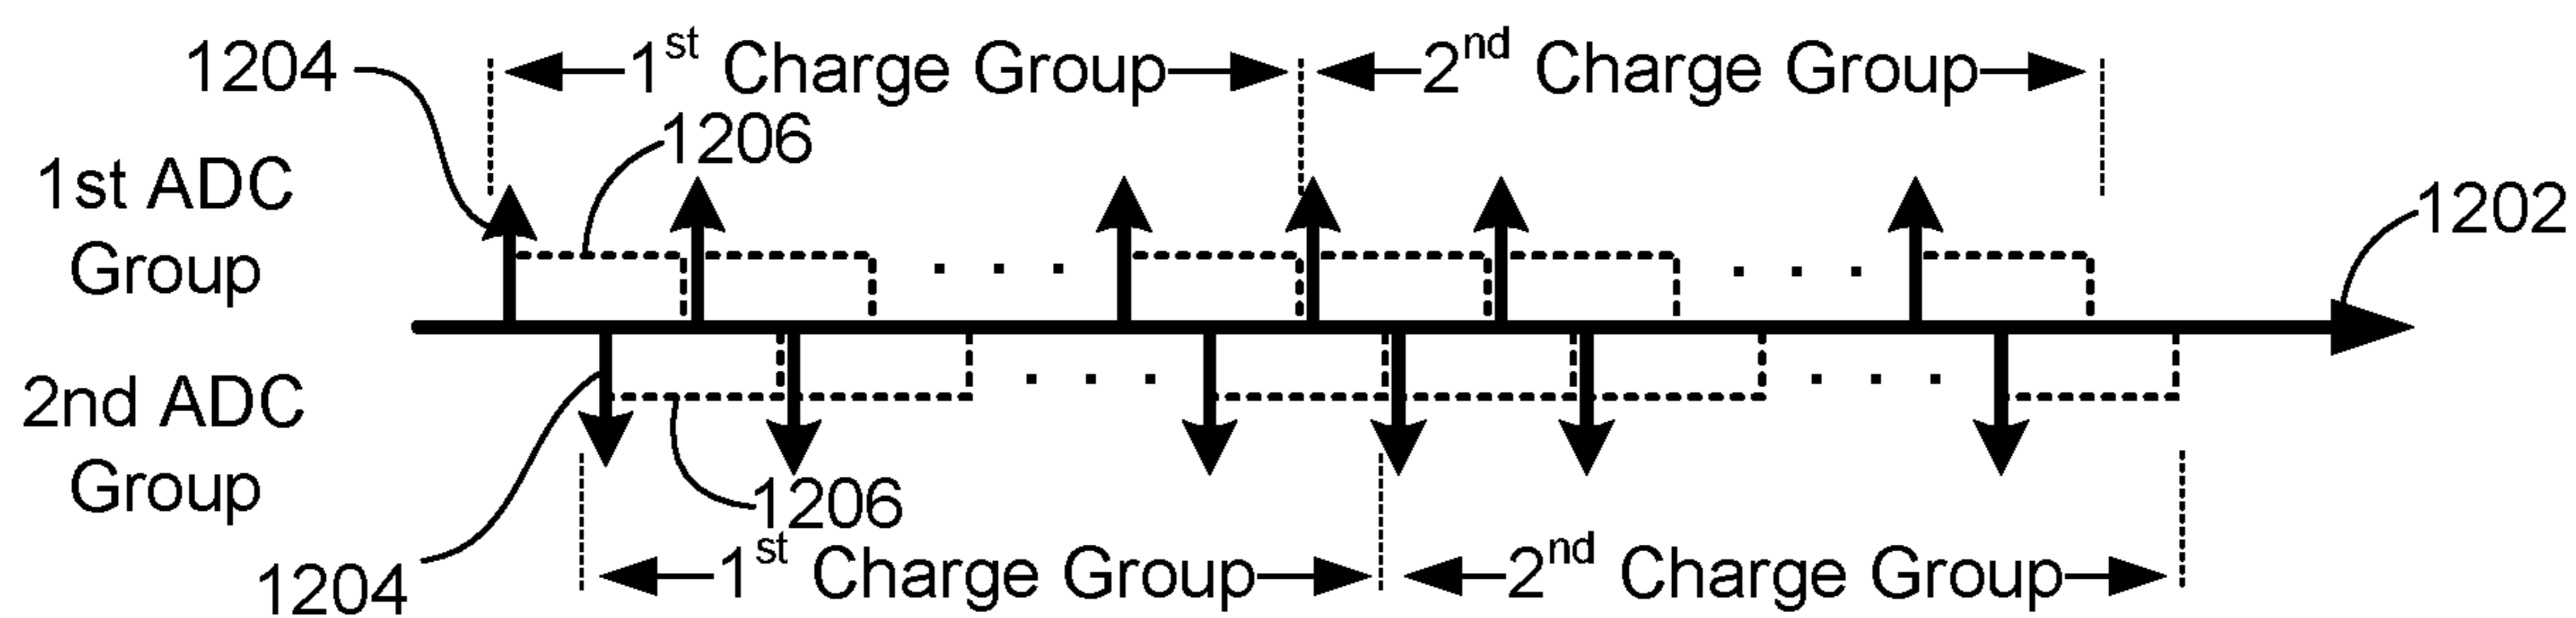 1204
1st Charge Group
2nd Charge Group
1206
1st ADC
Group
1202
. . .
. . .
2nd ADC
Group
. . .
. . .
1206
1204
1st Charge Group
2nd Charge Group